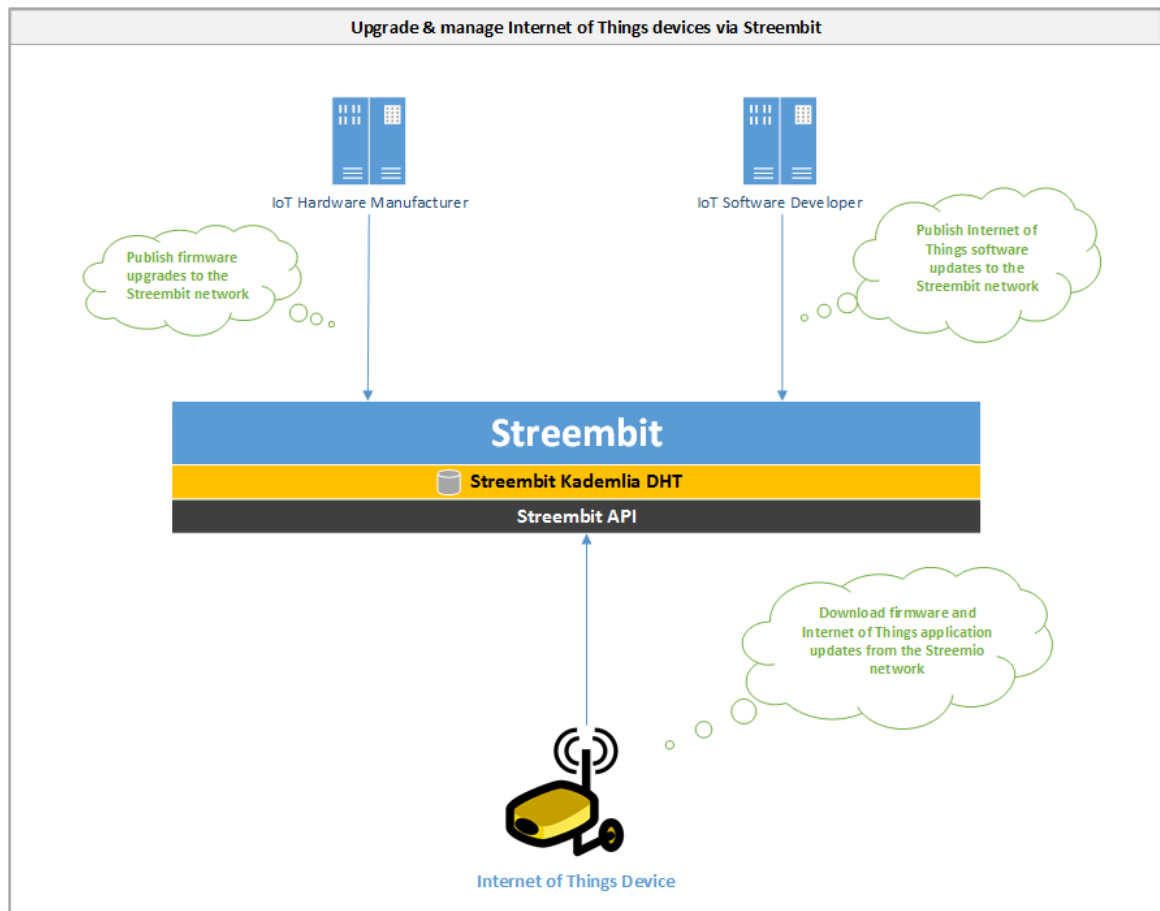 Upgrade & manage Internet of Things devices via Streembit
IoT Hardware Manufacturer
IoT Software Developer
Publish firmware
upgrades to the
Streembit network
Publish Internet of
Things software
updates to the
Streembit network
Streembit
Streembit Kademlia DHT
Streembit API
Download firmware and
Internet of Things application
updates from the Streemio
network
Internet of Things Device